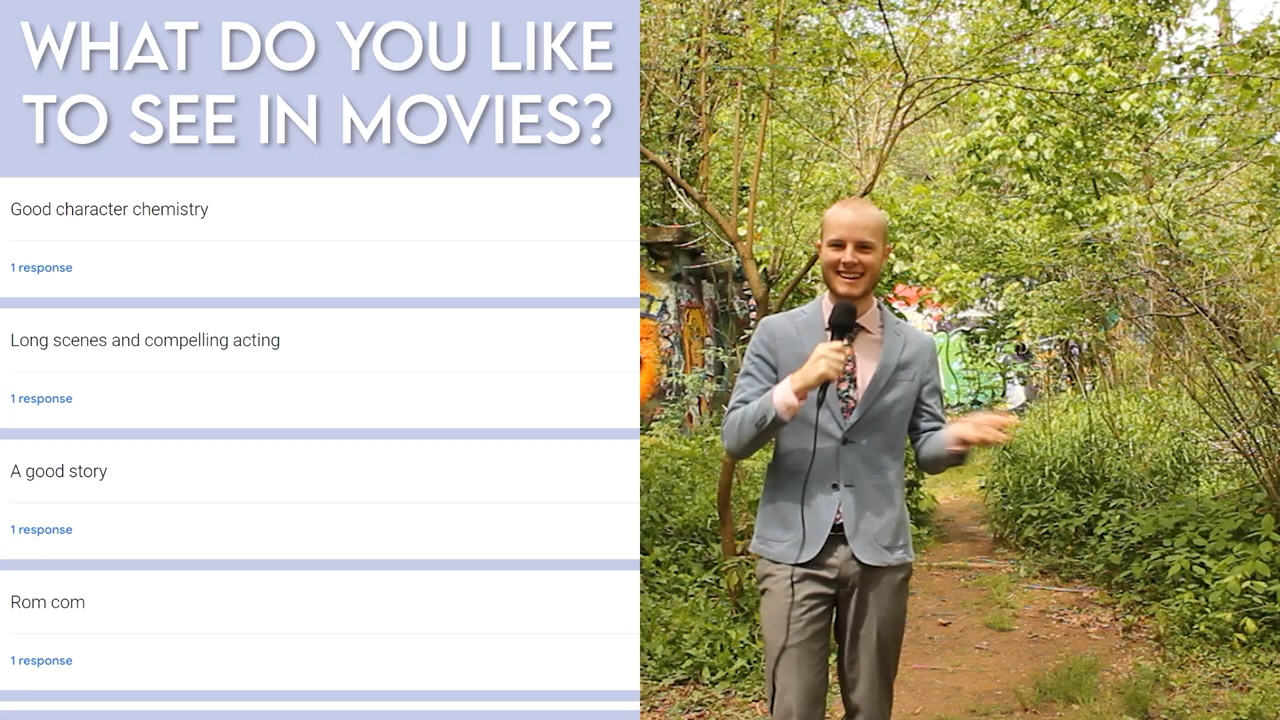 WHAT DO YOU LIKE
TO SEE IN MOVIES?
Good character chemistry
1 response
Long scenes and compelling acting
1 response
A good story
1 response
Rom com
1 response